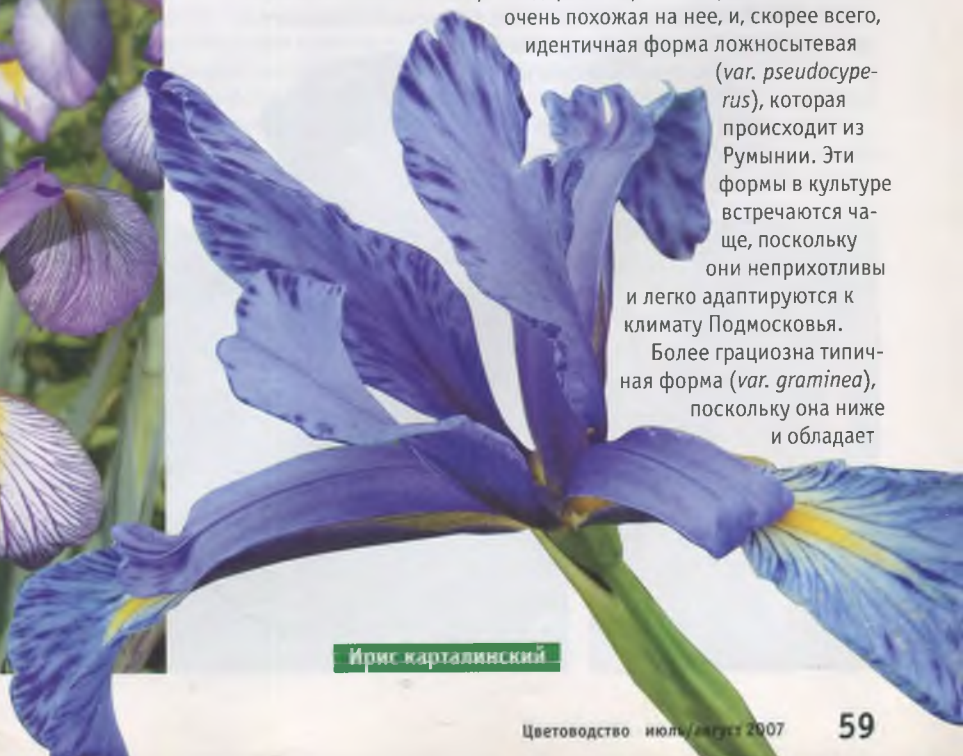 очень похожая на нее, и, скорее всего,
идентичная форма ложносытевая
(var. pseudocype-
rus), которая
происходит из
Румынии. Эти
формы в культуре
встречаются ча-
ще, поскольку
они неприхотливы
и легко адаптируются к
климату Подмосковья.
Более грациозна типич-
ная форма (var. graminea),
поскольку она ниже
и обладает
Ирис карталинский
Цветоводство июль/август 2007 59